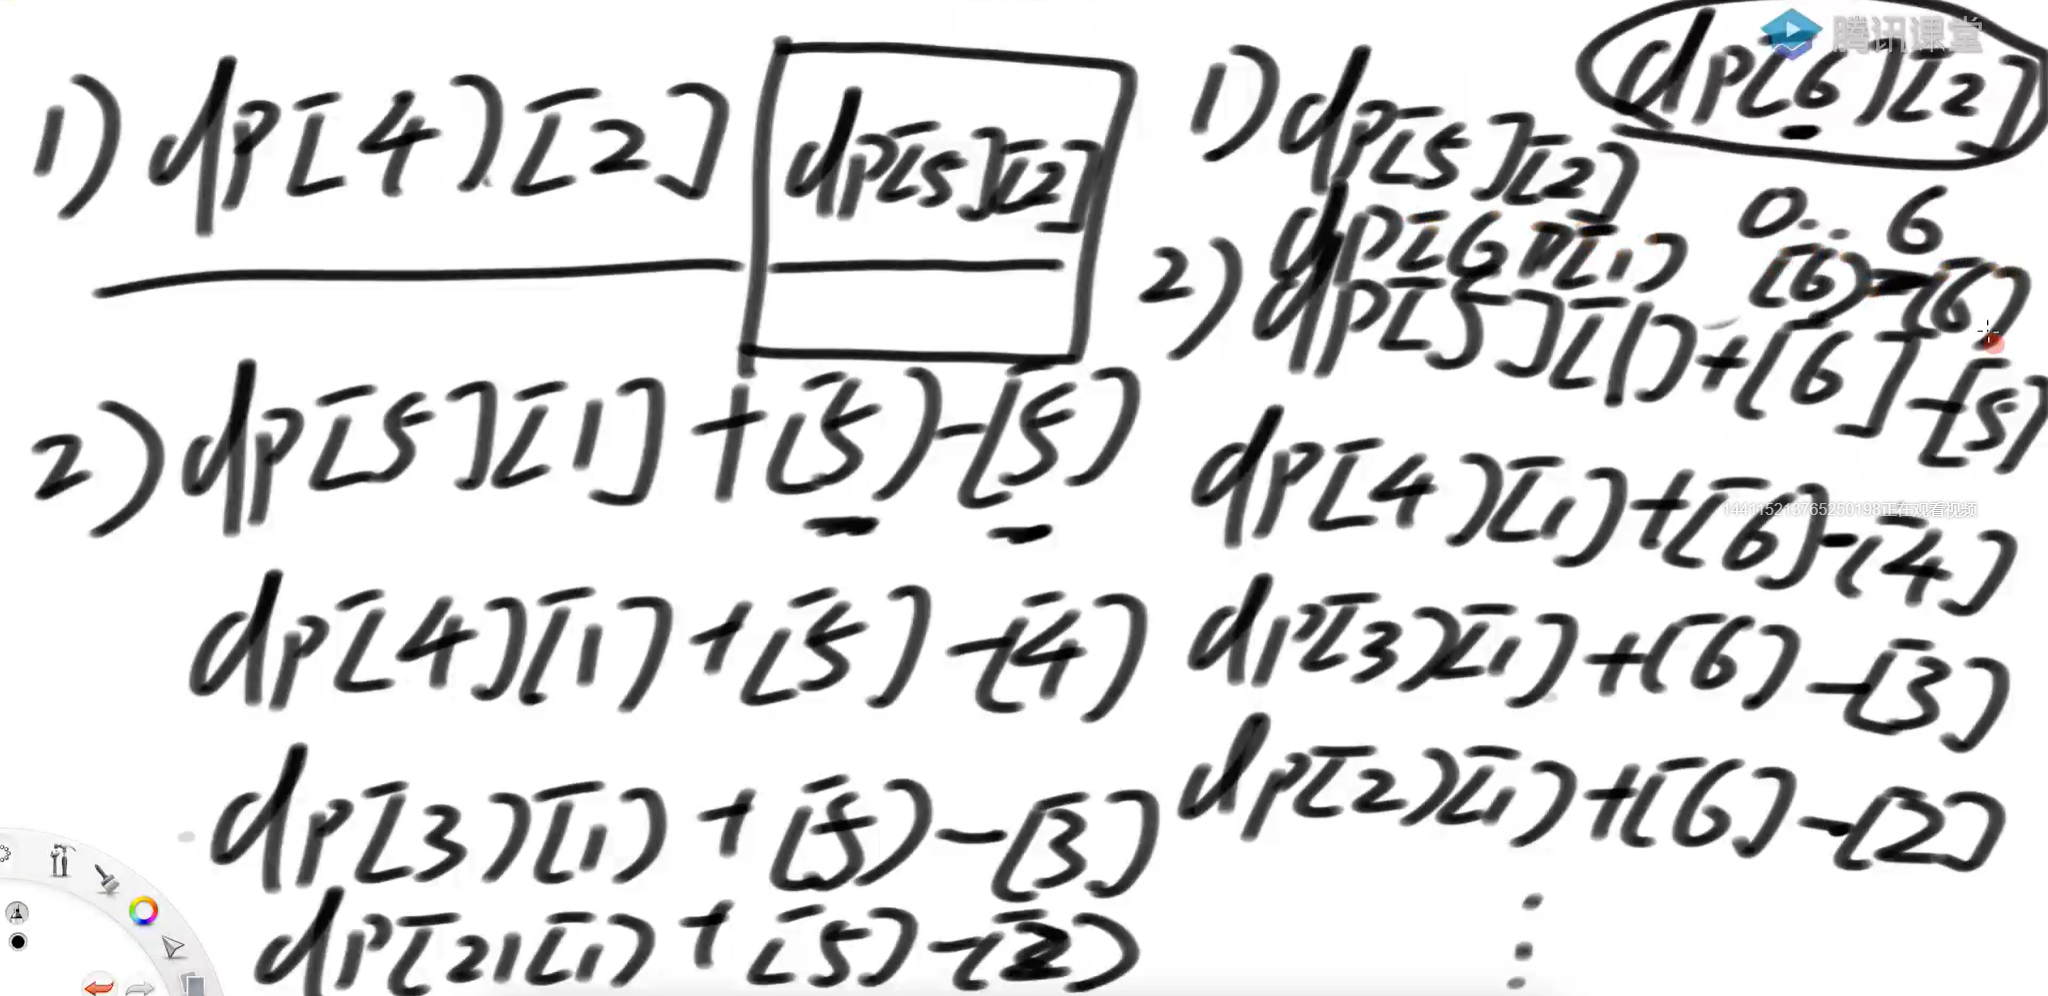 1) dp[4][2]
dp[5][2]
2) dp[5][1] + [5] - [5]
dp[4][1] + [5] - [4]
dp[3][1] + [5] - [3]
dp[2][1] + [5] - [2]
腾讯课堂
dp[6][2]
1) dp[5][2]
0.. 6
2) dp[6][1] [6] - [6]
dp[5][1] + [6] - [5]
dp[4][1] + [6] - [4]
144115213765250198正在观看视频
dp[3][1] + [6] - [3]
dp[2][1] + [6] - [2]
⋮